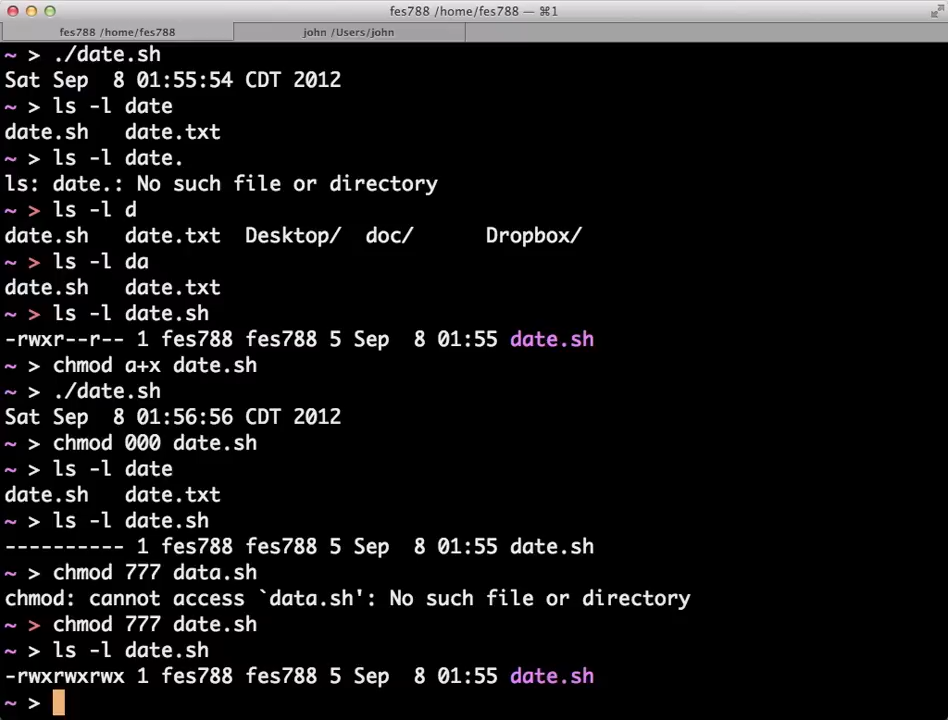 fes788 /home/fes788 — ⌘1
fes788 /home/fes788 john /Users/john
~ > ./date.sh
Sat Sep  8 01:55:54 CDT 2012
~ > ls -l date
date.sh   date.txt
~ > ls -l date.
ls: date.: No such file or directory
~ > ls -l d
date.sh   date.txt  Desktop/  doc/      Dropbox/
~ > ls -l da
date.sh   date.txt
~ > ls -l date.sh
-rwxr--r-- 1 fes788 fes788 5 Sep  8 01:55 date.sh
~ > chmod a+x date.sh
~ > ./date.sh
Sat Sep  8 01:56:56 CDT 2012
~ > chmod 000 date.sh
~ > ls -l date
date.sh   date.txt
~ > ls -l date.sh
---------- 1 fes788 fes788 5 Sep  8 01:55 date.sh
~ > chmod 777 data.sh
chmod: cannot access `data.sh': No such file or directory
~ > chmod 777 date.sh
~ > ls -l date.sh
-rwxrwxrwx 1 fes788 fes788 5 Sep  8 01:55 date.sh
~ >